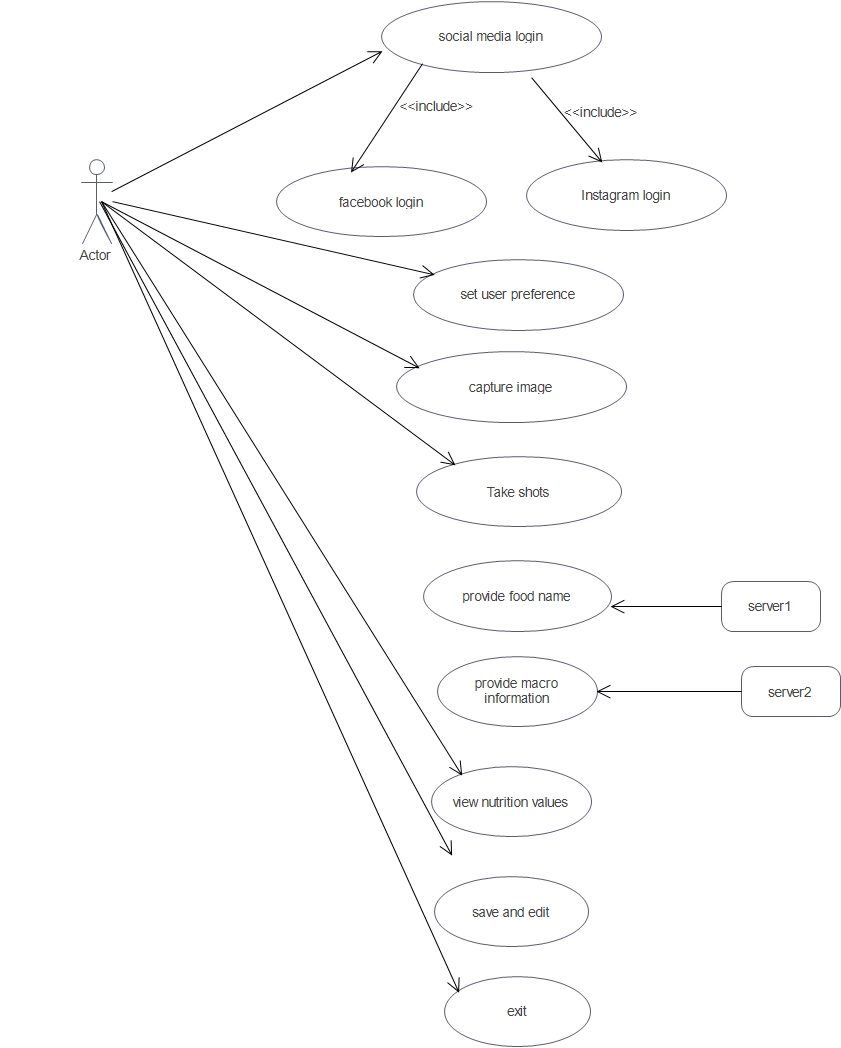 social media login
<<include>>
<<include>>
facebook login
Instagram login
Actor
set user preference
capture image
Take shots
provide food name
server1
provide macro
information
server2
view nutrition values
save and edit
exit